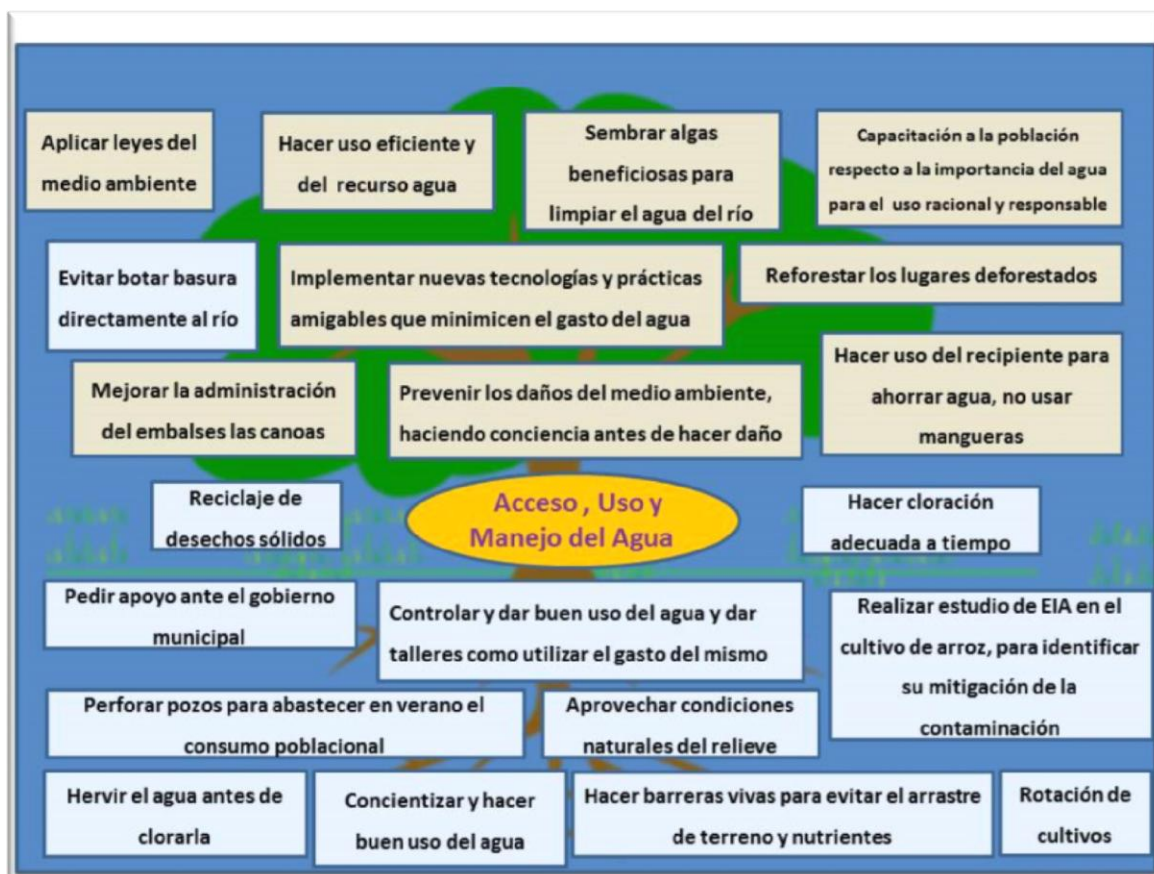 Aplicar leyes del
medio ambiente
Hacer uso eficiente y
del recurso agua
Sembrar algas
beneficiosas para
limpiar el agua del río
Capacitación a la población
respecto a la importancia del agua
para el uso racional y responsable
Evitar botar basura
directamente al río
Implementar nuevas tecnologías y prácticas
amigables que minimicen el gasto del agua
Reforestar los lugares deforestados
Mejorar la administración
del embalses las canoas
Prevenir los daños del medio ambiente,
haciendo conciencia antes de hacer daño
Hacer uso del recipiente para
ahorrar agua, no usar
mangueras
Reciclaje de
desechos sólidos
Acceso , Uso y
Manejo del Agua
Hacer cloración
adecuada a tiempo
Pedir apoyo ante el gobierno
municipal
Controlar y dar buen uso del agua y dar
talleres como utilizar el gasto del mismo
Realizar estudio de EIA en el
cultivo de arroz, para identificar
su mitigación de la
contaminación
Perforar pozos para abastecer en verano el
consumo poblacional
Aprovechar condiciones
naturales del relieve
Hervir el agua antes de
clorarla
Concientizar y hacer
buen uso del agua
Hacer barreras vivas para evitar el arrastre
de terreno y nutrientes
Rotación de
cultivos